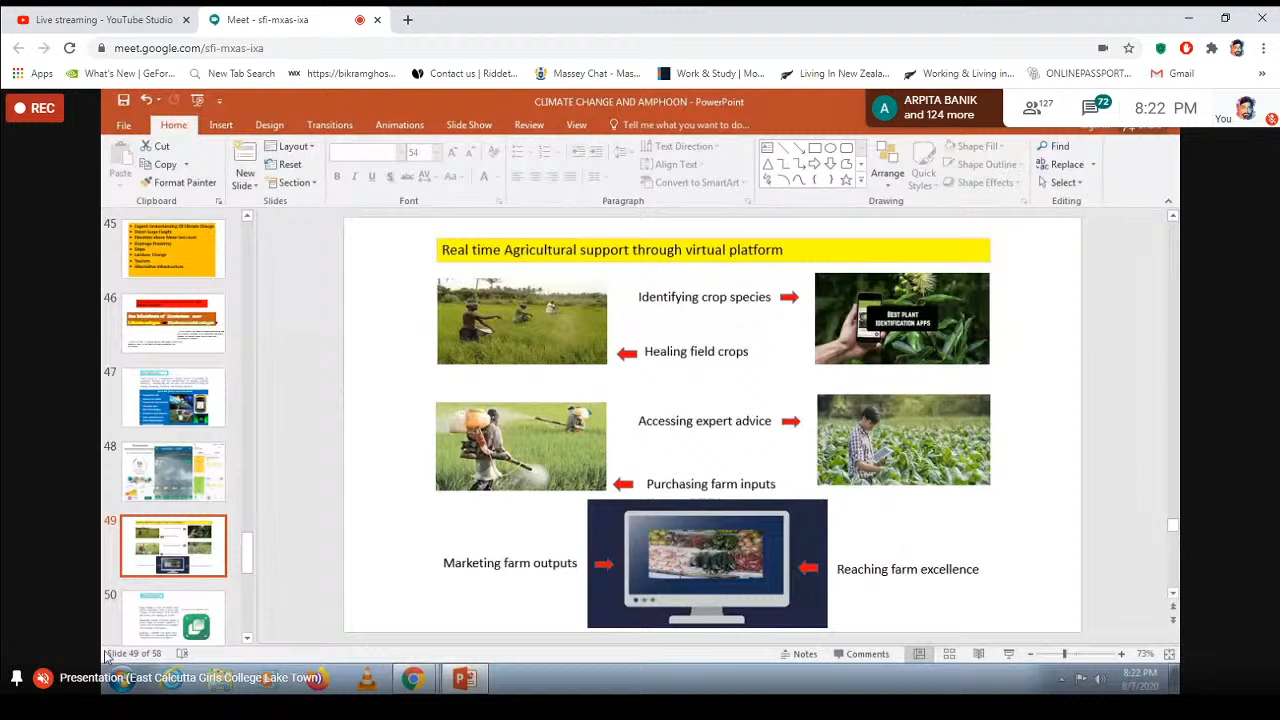 Live streaming - YouTube Studio
Meet - sfi-mxas-ixa
meet.google.com/sfi-mxas-ixa
Apps
What's New (GeFor...
New Tab Search
WIX https://bikramghos...
Contact us | Riddet...
Massey Chat - Mas...
Work & Study | Mo...
Living In New Zeala...
Working & Living in...
ONLINEPASSPORT...
Gmail
REC
CLIMATE CHANGE AND AMPHOON - PowerPoint
ARPITA BANIK
and 124 more
127
72
8:22 PM
You
File
Home
Insert
Design
Transitions
Animations
Slide Show
Review
View
Tell me what you want to do...
Paste
Cut
Copy
Format Painter
Clipboard
New
Slide
Layout
Reset
Section
Slides
54
Font
Paragraph
Text Direction
Align Text
Convert to SmartArt
Arrange
Quick
Styles
Shape Fill
Shape Outline
Shape Effects
Drawing
Find
Replace
Select
Editing
45
46
47
48
49
50
Real time Agricultural support through virtual platform
Identifying crop species
BEST PLANT
IDENTIFICATION APPS
Healing field crops
Accessing expert advice
Purchasing farm inputs
Marketing farm outputs
Reaching farm excellence
Slide 49 of 58
Notes
Comments
73%
Presentation (East Calcutta Girls College Lake Town)
8:22 PM
8/7/2020